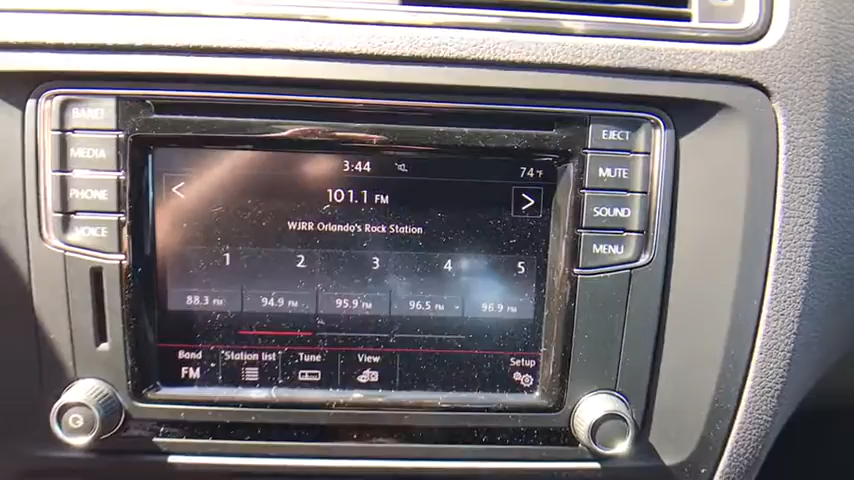 BAND
MEDIA
PHONE
VOICE
EJECT
MUTE
SOUND
MENU
3:44
74°F
101.1 FM
WJRR Orlando's Rock Station
1 2 3 4 5
88.3 FM 94.9 FM 95.9 FM 96.5 FM 96.9 FM
Band Station list Tune View Setup
FM